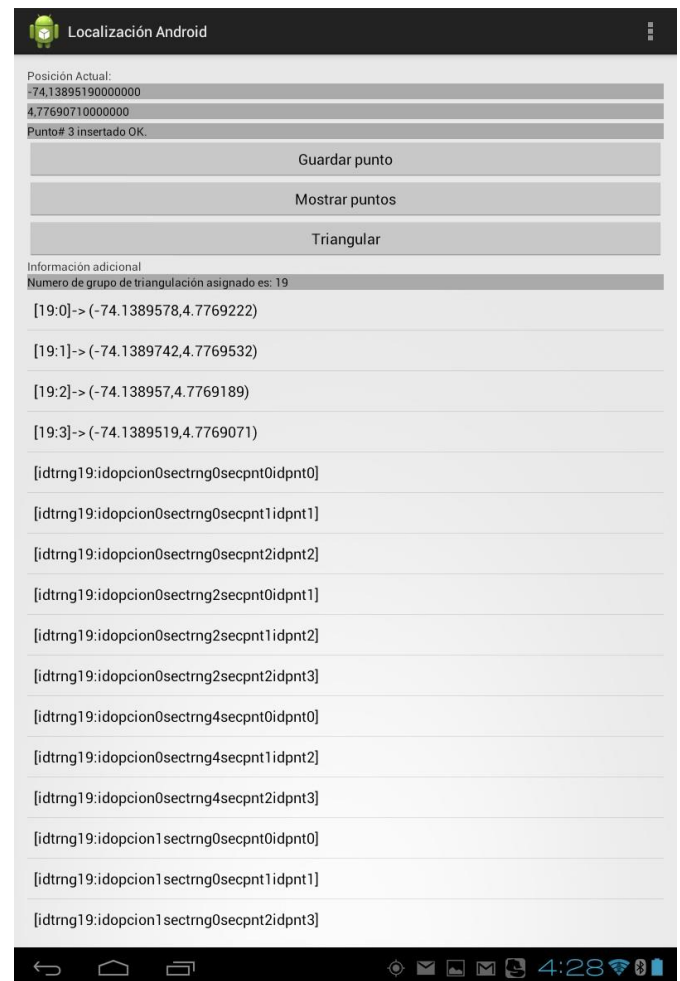 Localización Android
Posición Actual:
-74,13895190000000
4,77690710000000
Punto# 3 insertado OK.
Guardar punto
Mostrar puntos
Triangular
Información adicional
Numero de grupo de triangulación asignado es: 19
[19:0]-> (-74.1389578,4.7769222)
[19:1]-> (-74.1389742,4.7769532)
[19:2]-> (-74.138957,4.7769189)
[19:3]-> (-74.1389519,4.7769071)
[idtrng19:idopcion0sectrng0secpnt0idpnt0]
[idtrng19:idopcion0sectrng0secpnt1idpnt1]
[idtrng19:idopcion0sectrng0secpnt2idpnt2]
[idtrng19:idopcion0sectrng2secpnt0idpnt1]
[idtrng19:idopcion0sectrng2secpnt1idpnt2]
[idtrng19:idopcion0sectrng2secpnt2idpnt3]
[idtrng19:idopcion0sectrng4secpnt0idpnt0]
[idtrng19:idopcion0sectrng4secpnt1idpnt2]
[idtrng19:idopcion0sectrng4secpnt2idpnt3]
[idtrng19:idopcion1sectrng0secpnt0idpnt0]
[idtrng19:idopcion1sectrng0secpnt1idpnt1]
[idtrng19:idopcion1sectrng0secpnt2idpnt3]
4:28